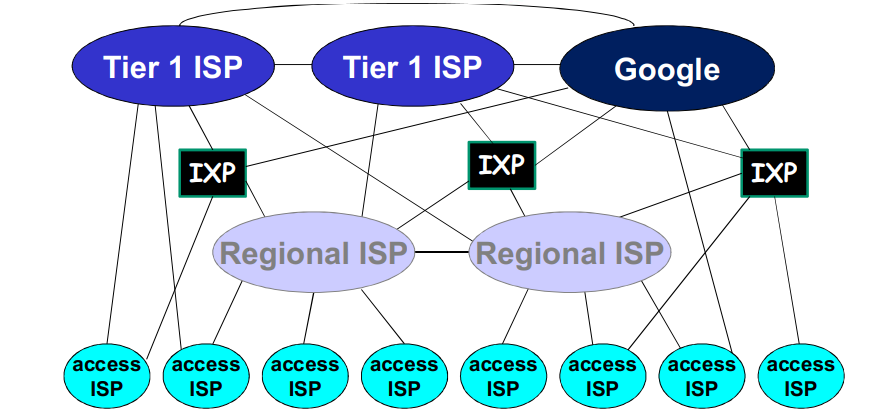 Tier 1 ISP
Tier 1 ISP
Google
IXP
IXP
IXP
Regional ISP
Regional ISP
access
ISP
access
ISP
access
ISP
access
ISP
access
ISP
access
ISP
access
ISP
access
ISP